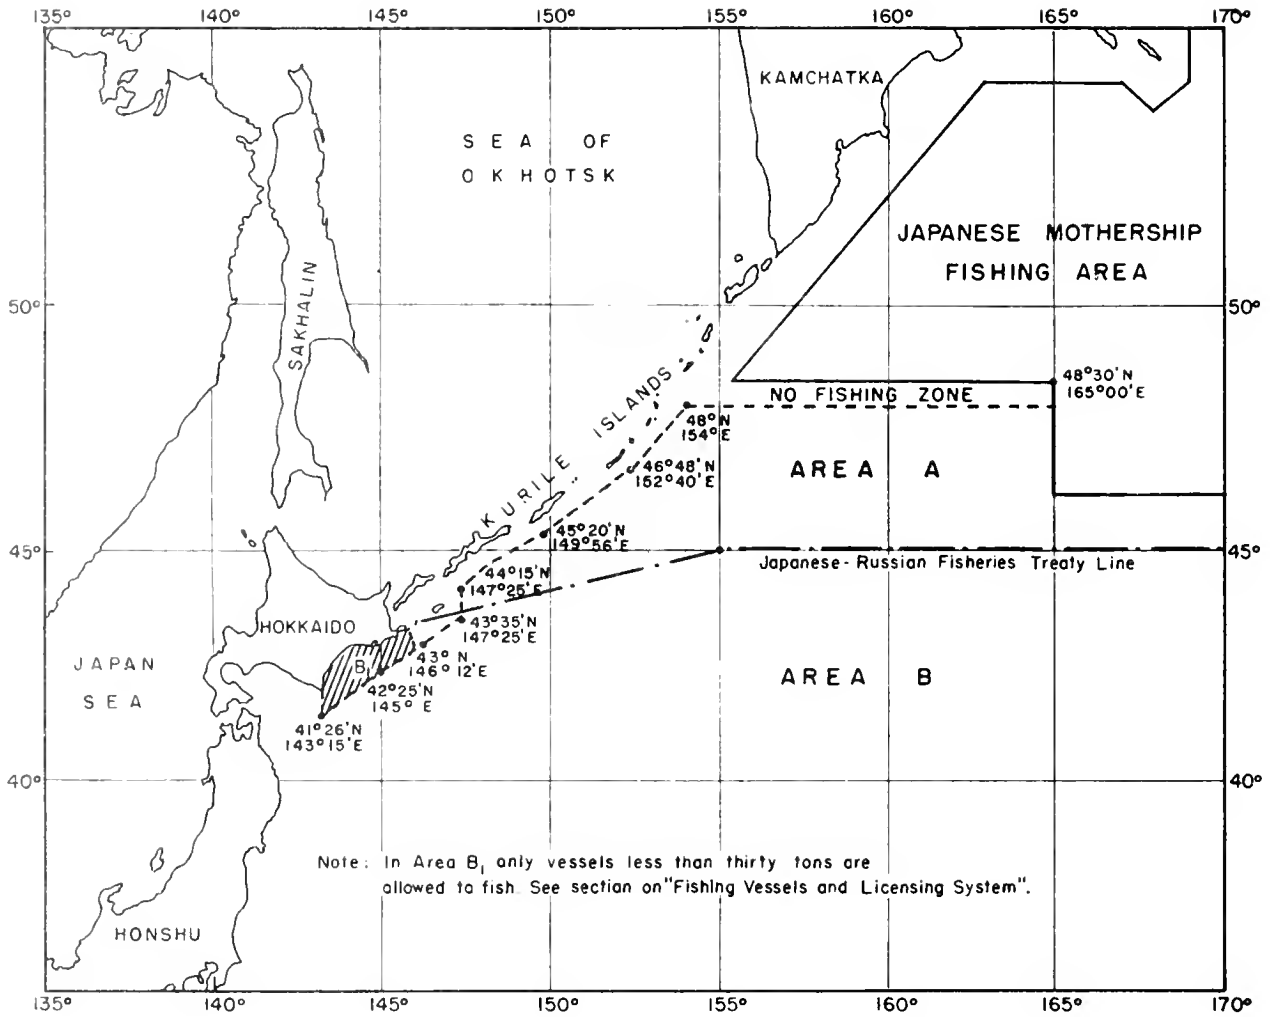 135° 140° 145° 150° 155° 160° 165° 170°
KAMCHATKA
SEA OF
OKHOTSK
JAPANESE MOTHERSHIP
FISHING AREA
SAKHALIN
50° 50°
48°30'N
165°00'E
NO FISHING ZONE
KURILE ISLANDS
48°N
154°E
46°48'N
152°40'E
AREA A
45°20'N
149°56'E
45° 45°
Japanese-Russian Fisheries Treaty Line
44°15'N
147°25'E
HOKKAIDO
43°35'N
147°25'E
43° N
146° 12'E
B1
JAPAN
SEA
AREA B
42°25'N
145° E
41°26'N
143°15'E
40° 40°
Note: In Area B1 only vessels less than thirty tons are
allowed to fish. See section on "Fishing Vessels and Licensing System".
HONSHU
135° 140° 145° 150° 155° 160° 165° 170°